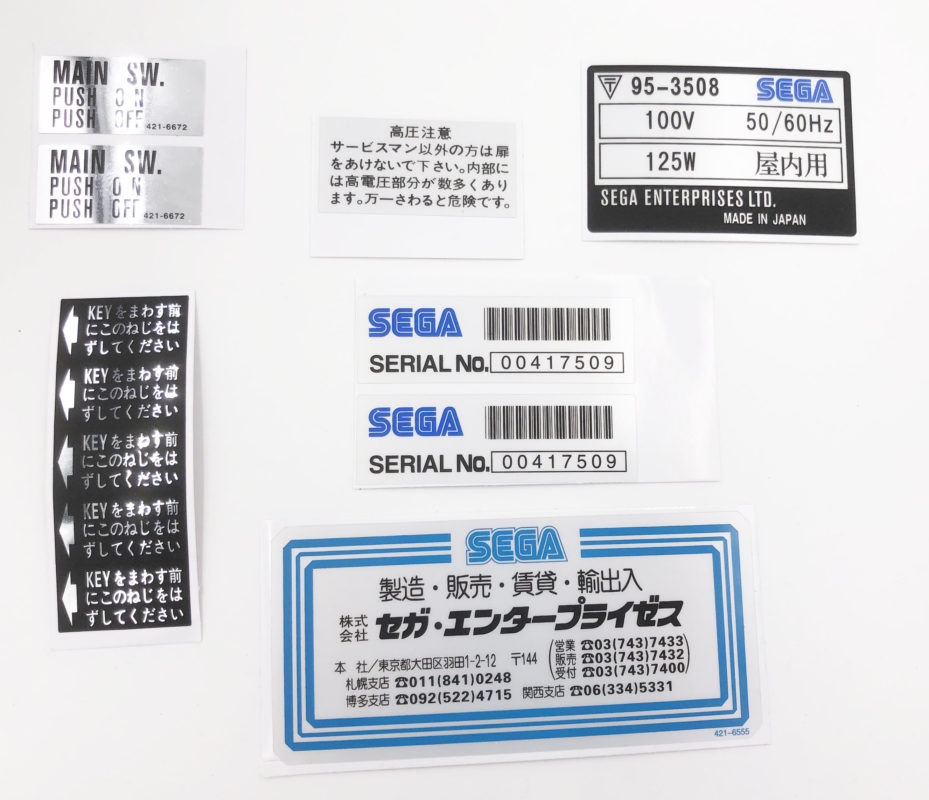 MAIN SW.
PUSH ON
PUSH OFF 421-6672
MAIN SW.
PUSH ON
PUSH OFF 421-6672
高圧注意
サービスマン以外の方は扉
をあけないで下さい。内部に
は高電圧部分が数多くあり
ます。万一さわると危険です。
〒 95-3508 SEGA
100V 50/60Hz
125W 屋内用
SEGA ENTERPRISES LTD.
MADE IN JAPAN
KEYをまわす前
にこのねじをは
ずしてください
KEYをまわす前
にこのねじをは
ずしてください
KEYをまわす前
にこのねじをは
ずしてください
KEYをまわす前
にこのねじをは
ずしてください
KEYをまわす前
にこのねじをは
ずしてください
SEGA
SERIAL No. 00417509
SEGA
SERIAL No. 00417509
SEGA
製造・販売・賃貸・輸出入
株式会社 セガ・エンタープライゼス
本 社/東京都大田区羽田1-2-12 〒144
営業 ☎03(743)7433
販売 ☎03(743)7432
受付 ☎03(743)7400
札幌支店 ☎011(841)0248
博多支店 ☎092(522)4715 関西支店 ☎06(334)5331
421-6555